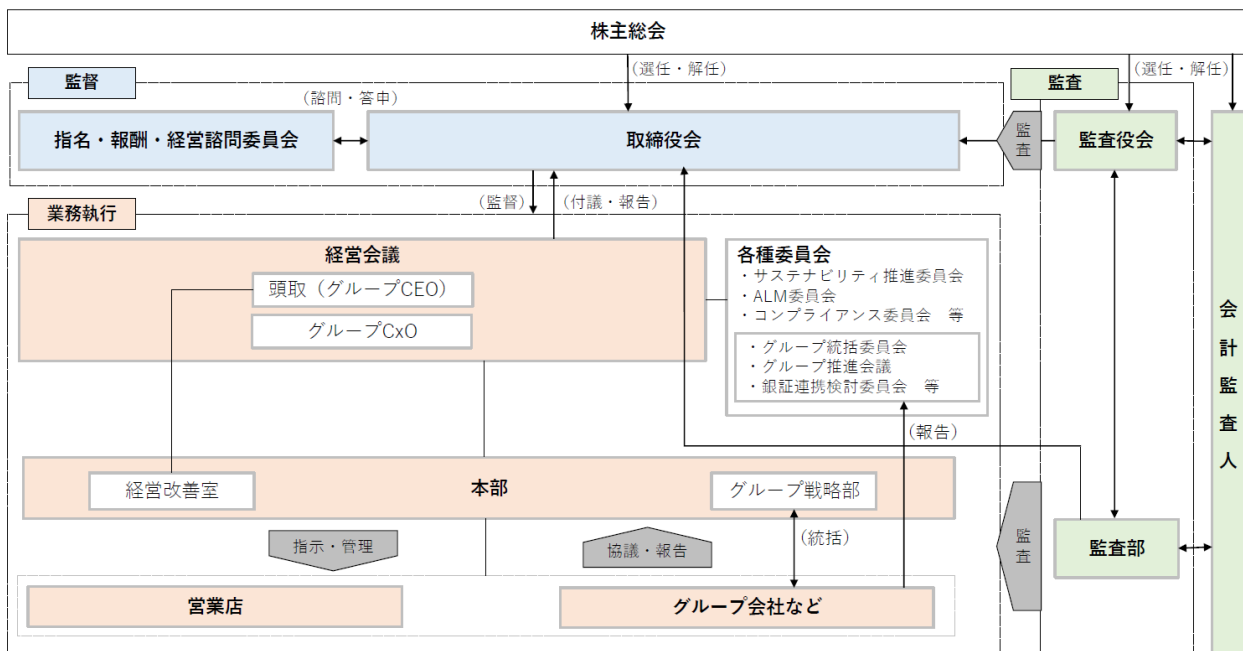 株主総会
(選任・解任)
(選任・解任)
監督
監査
(諮問・答申)
指名・報酬・経営諮問委員会
取締役会
監査
監査役会
(監督)
(付議・報告)
業務執行
経営会議
頭取（グループCEO）
グループCxO
各種委員会
・サステナビリティ推進委員会
・ALM委員会
・コンプライアンス委員会　等
・グループ統括委員会
・グループ推進会議
・銀証連携検討委員会　等
会計監査人
(報告)
経営改善室
本部
グループ戦略部
指示・管理
協議・報告
(統括)
監査
監査部
営業店
グループ会社など